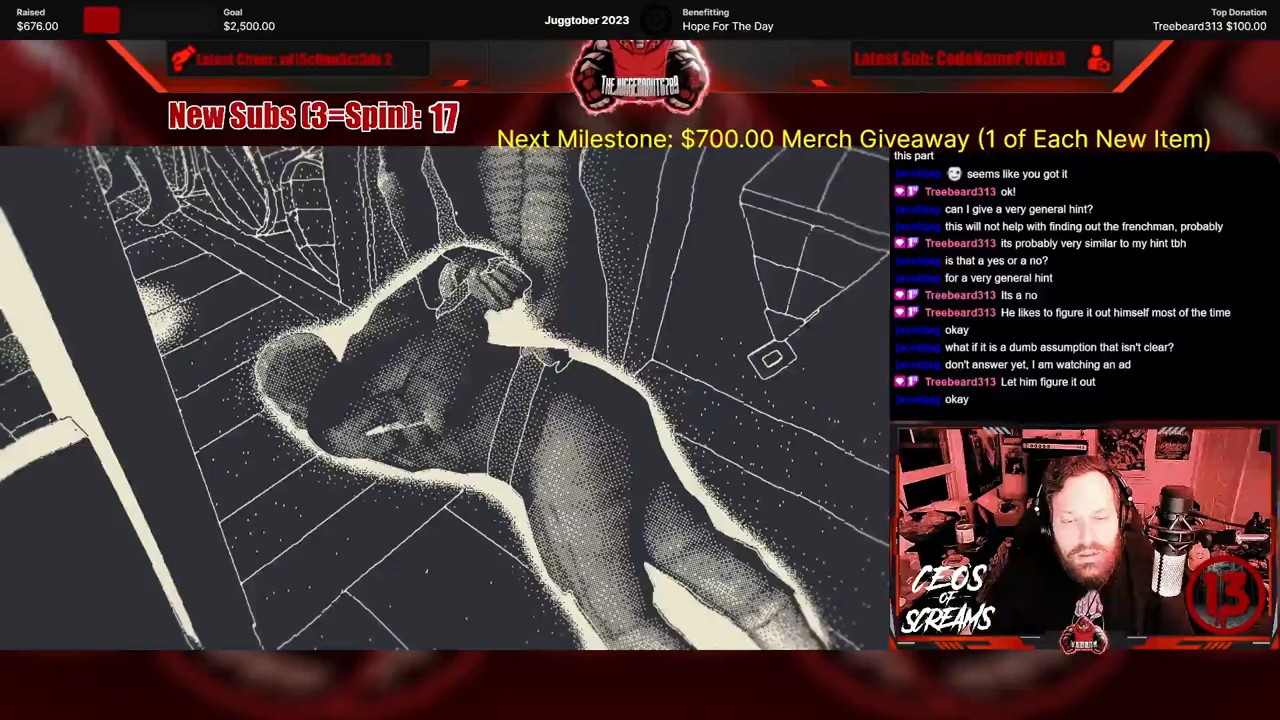 Raised
$676.00
Goal
$2,500.00
Juggtober 2023
Benefitting
Hope For The Day
Top Donation
Treebeard313 $100.00
Latest Sub: CodeNamePOWER
THEJUGGERNAUT6789
New Subs (3=Spin): 17
Next Milestone: $700.00 Merch Giveaway (1 of Each New Item)
this part
seems like you got it
Treebeard313 ok!
can I give a very general hint?
this will not help with finding out the frenchman, probably
Treebeard313 its probably very similar to my hint tbh
is that a yes or a no?
for a very general hint
Treebeard313 Its a no
Treebeard313 He likes to figure it out himself most of the time
okay
what if it is a dumb assumption that isn't clear?
don't answer yet, I am watching an ad
Treebeard313 Let him figure it out
okay
CEOS
OF
SCREAMS
13